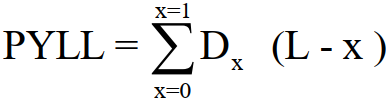 x=1
PYLL = ∑ Dₓ (L - x )
x=0